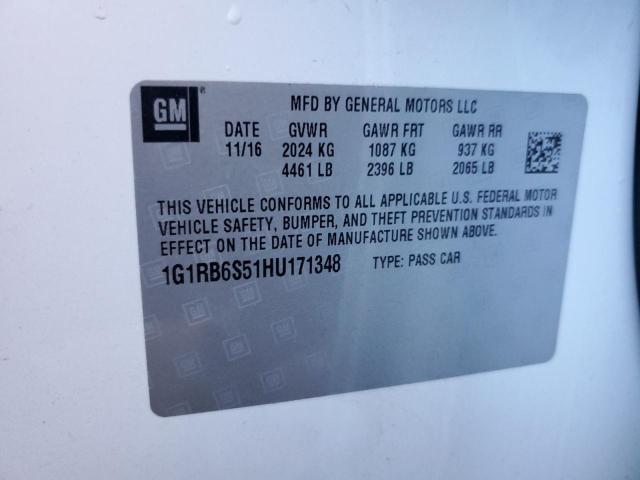 GM ® MFD BY GENERAL MOTORS LLC
DATE GVWR GAWR FRT GAWR RR
11/16 2024 KG 1087 KG 937 KG
4461 LB 2396 LB 2065 LB
THIS VEHICLE CONFORMS TO ALL APPLICABLE U.S. FEDERAL MOTOR
VEHICLE SAFETY, BUMPER, AND THEFT PREVENTION STANDARDS IN
EFFECT ON THE DATE OF MANUFACTURE SHOWN ABOVE.
1G1RB6S51HU171348 TYPE: PASS CAR